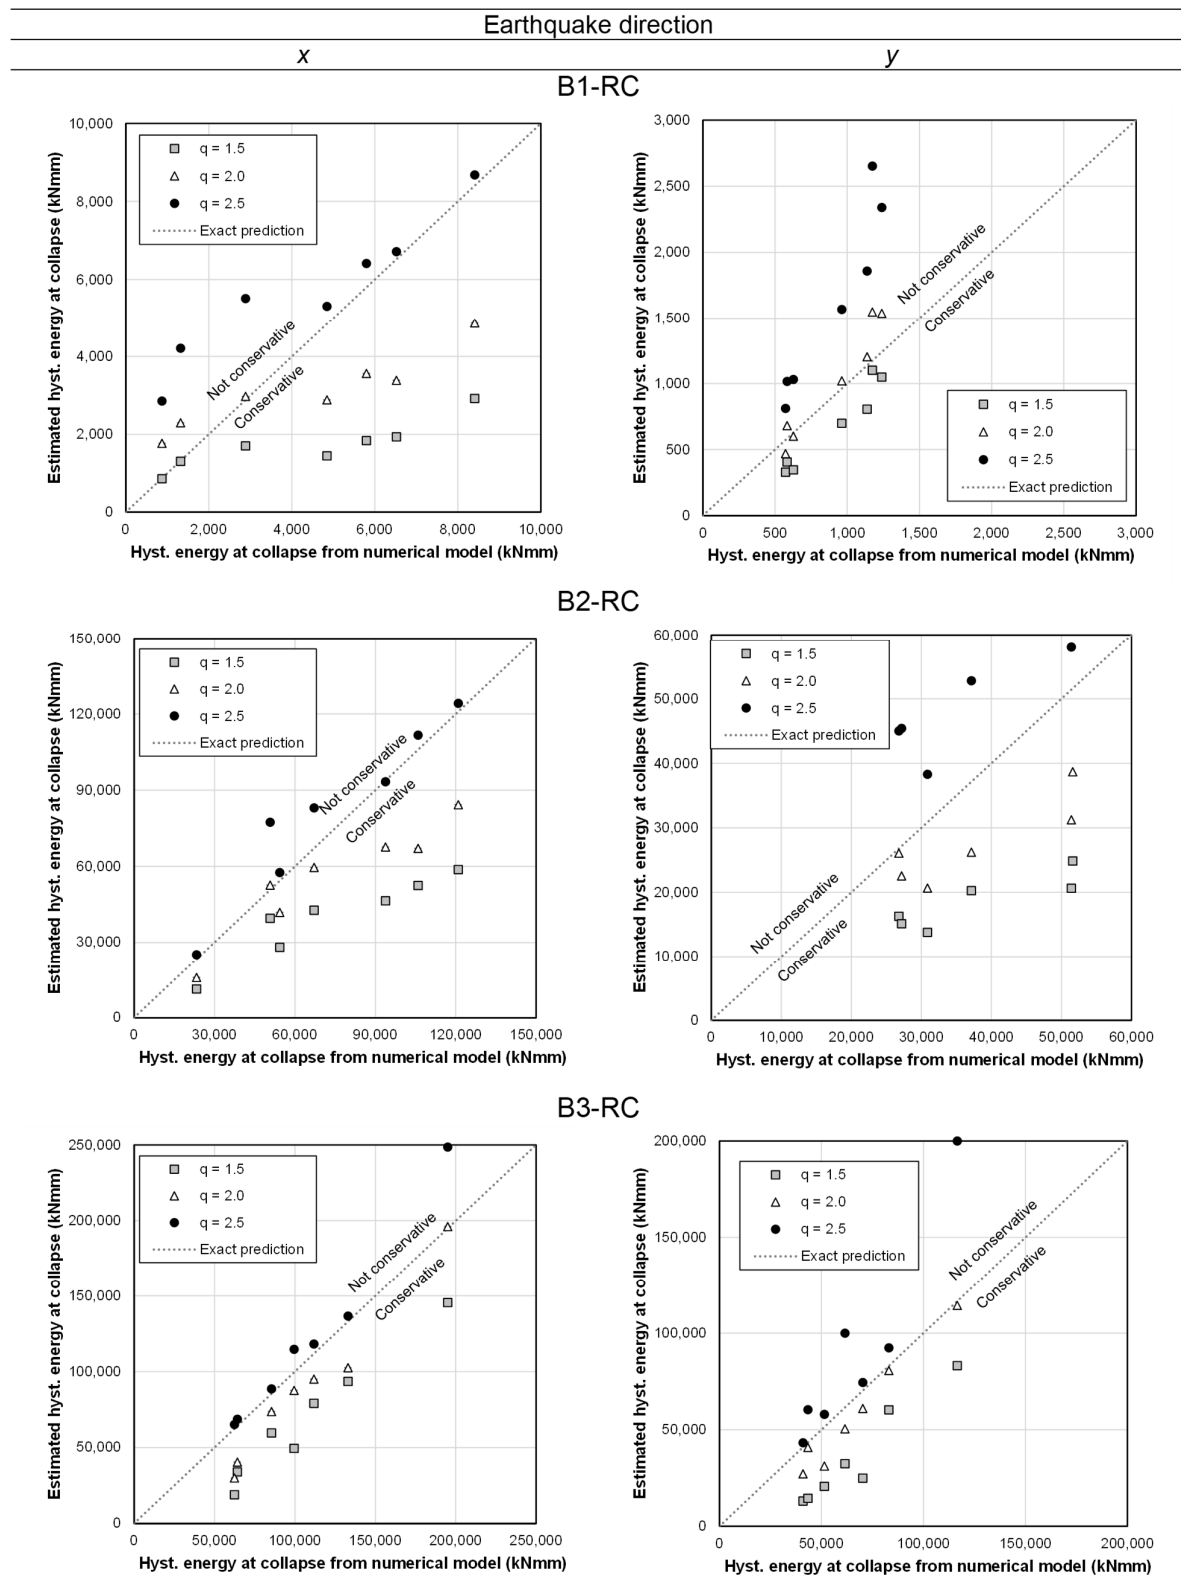 Earthquake direction
x y
B1-RC
10,000
8,000
6,000
4,000
2,000
0
Estimated hyst. energy at collapse (kNmm)
q = 1.5
q = 2.0
q = 2.5
Exact prediction
Not conservative
Conservative
0 2,000 4,000 6,000 8,000 10,000
Hyst. energy at collapse from numerical model (kNmm)
3,000
2,500
2,000
1,500
1,000
500
0
Estimated hyst. energy at collapse (kNmm)
Not conservative
Conservative
q = 1.5
q = 2.0
q = 2.5
Exact prediction
0 500 1,000 1,500 2,000 2,500 3,000
Hyst. energy at collapse from numerical model (kNmm)
B2-RC
150,000
120,000
90,000
60,000
30,000
0
Estimated hyst. energy at collapse (kNmm)
q = 1.5
q = 2.0
q = 2.5
Exact prediction
Not conservative
Conservative
0 30,000 60,000 90,000 120,000 150,000
Hyst. energy at collapse from numerical model (kNmm)
60,000
50,000
40,000
30,000
20,000
10,000
0
Estimated hyst. energy at collapse (kNmm)
q = 1.5
q = 2.0
q = 2.5
Exact prediction
Not conservative
Conservative
0 10,000 20,000 30,000 40,000 50,000 60,000
Hyst. energy at collapse from numerical model (kNmm)
B3-RC
250,000
200,000
150,000
100,000
50,000
0
Estimated hyst. energy at collapse (kNmm)
q = 1.5
q = 2.0
q = 2.5
Exact prediction
Not conservative
Conservative
0 50,000 100,000 150,000 200,000 250,000
Hyst. energy at collapse from numerical model (kNmm)
200,000
150,000
100,000
50,000
0
Estimated hyst. energy at collapse (kNmm)
q = 1.5
q = 2.0
q = 2.5
Exact prediction
Not conservative
Conservative
0 50,000 100,000 150,000 200,000
Hyst. energy at collapse from numerical model (kNmm)